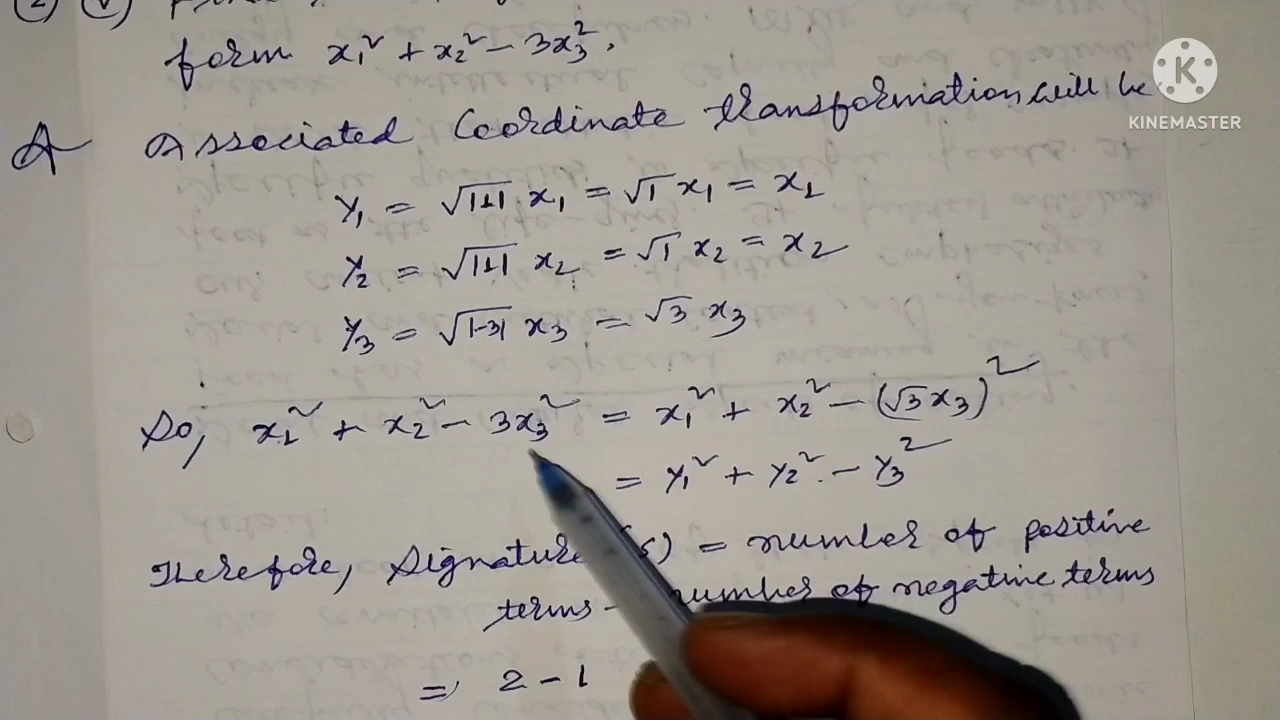 (2) (v)
form x₁² + x₂² - 3x₃².
A Associated Coordinate transformation will be
y₁ = √|1| x₁ = √1 x₁ = x₁
y₂ = √|1| x₂ = √1 x₂ = x₂
y₃ = √|-3| x₃ = √3 x₃
So, x₁² + x₂² - 3x₃² = x₁² + x₂² - (√3 x₃)²
= y₁² + y₂² - y₃²
Therefore, Signature (s) = number of positive
terms - number of negative terms
= 2 - 1
K
KINEMASTER